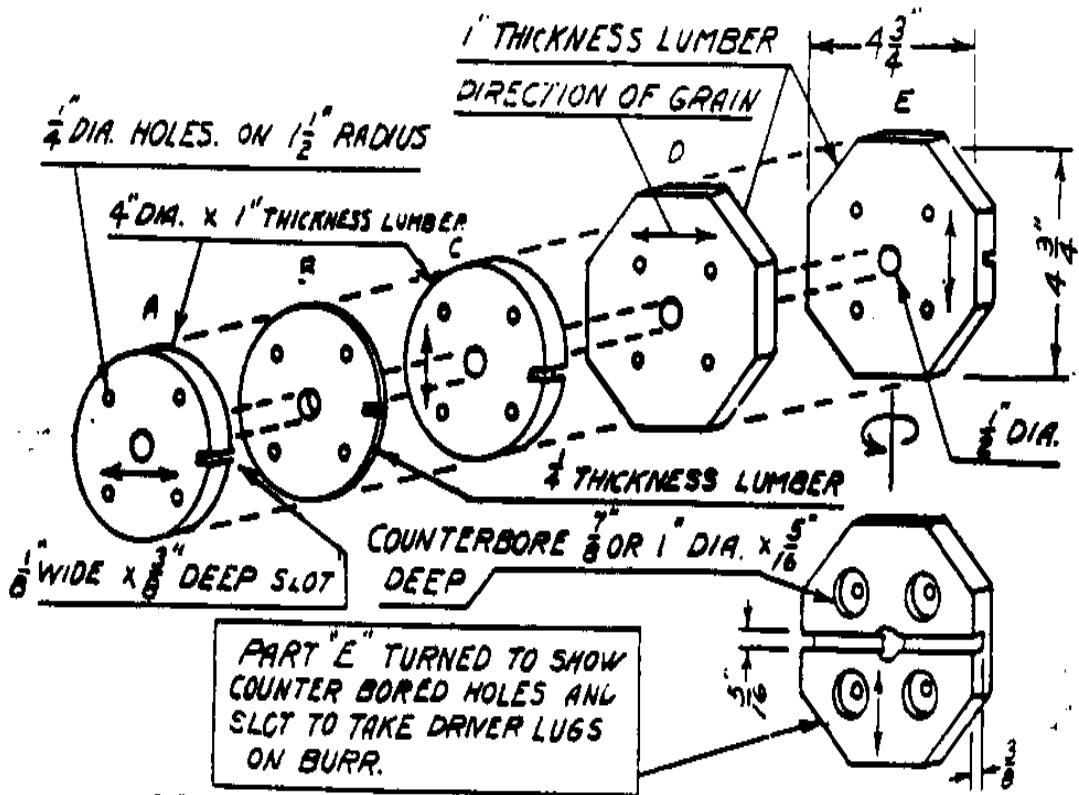 1" THICKNESS LUMBER
4 3/4"
DIRECTION OF GRAIN
E
1/4" DIA. HOLES. ON 1 1/2" RADIUS
D
4" DIA. x 1" THICKNESS LUMBER
C
B
A
4 3/4"
1/2" DIA.
1/4 THICKNESS LUMBER
1/8" WIDE x 3/8" DEEP SLOT
COUNTERBORE 7/8" OR 1" DIA. x 5/16"
DEEP
PART "E" TURNED TO SHOW
COUNTER BORED HOLES AND
SLOT TO TAKE DRIVER LUGS
ON BURR.
5/16"
3/8